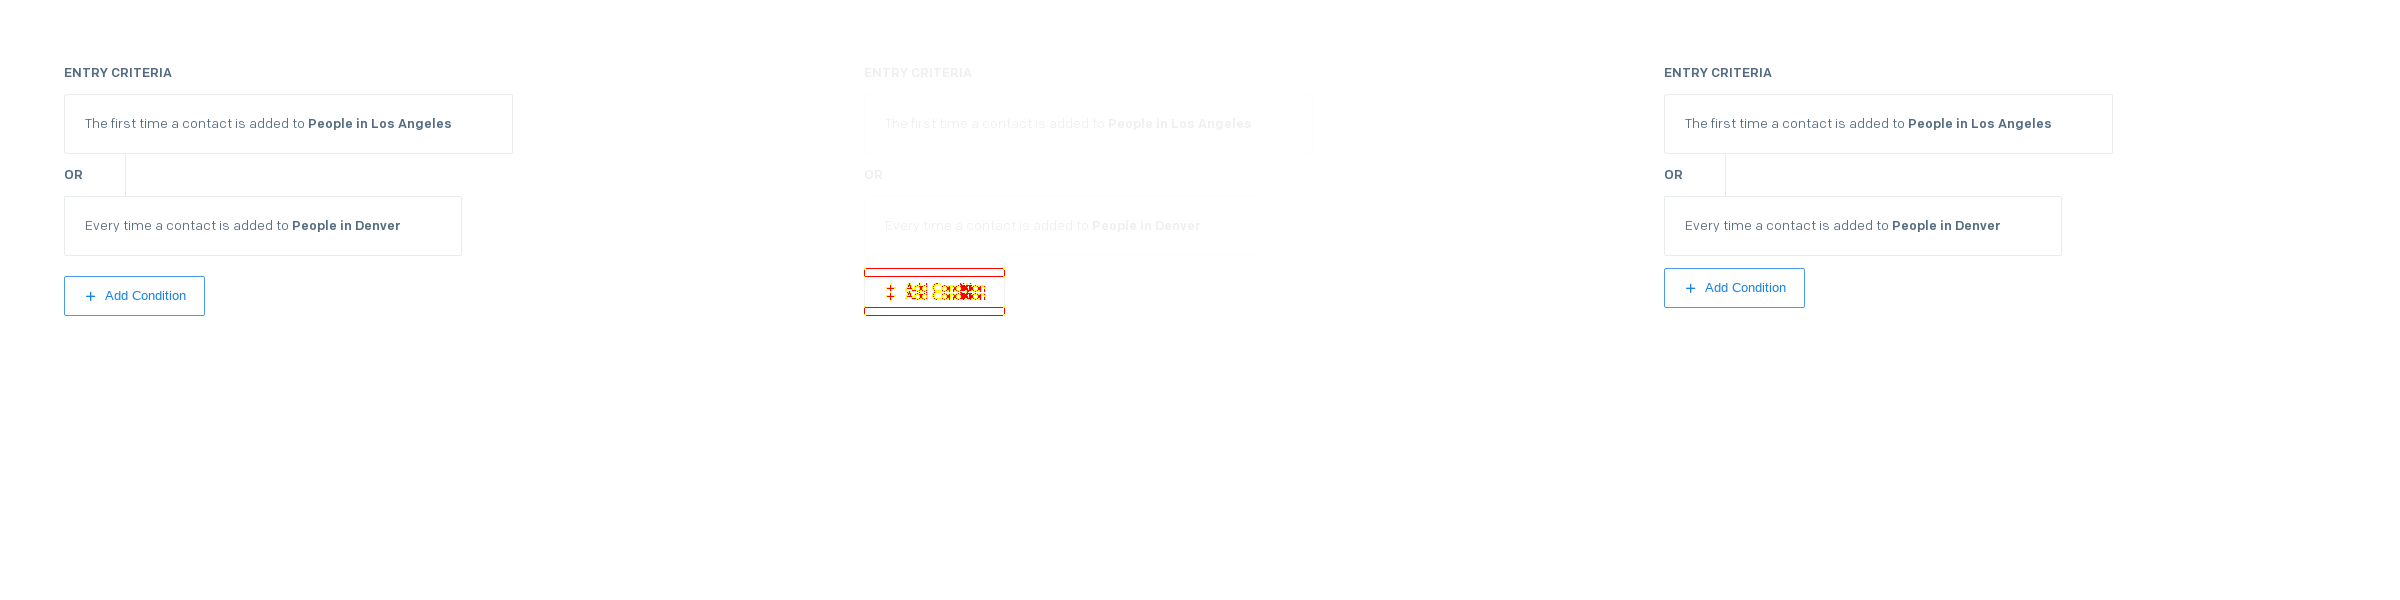 ENTRY CRITERIA
The first time a contact is added to People in Los Angeles
OR
Every time a contact is added to People in Denver
+ Add Condition
ENTRY CRITERIA
The first time a contact is added to People in Los Angeles
OR
Every time a contact is added to People in Denver
ENTRY CRITERIA
The first time a contact is added to People in Los Angeles
OR
Every time a contact is added to People in Denver
+ Add Condition